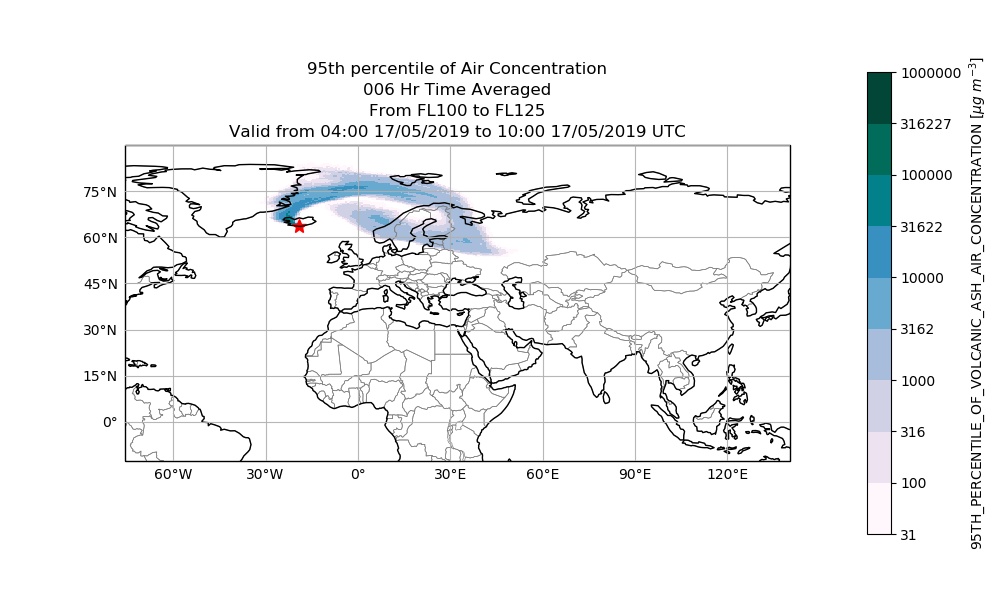 95th percentile of Air Concentration
006 Hr Time Averaged
From FL100 to FL125
Valid from 04:00 17/05/2019 to 10:00 17/05/2019 UTC
75°N
60°N
45°N
30°N
15°N
0°
60°W
30°W
0°
30°E
60°E
90°E
120°E
1000000
316227
100000
31622
10000
3162
1000
316
100
31
95TH_PERCENTILE_OF_VOLCANIC_ASH_AIR_CONCENTRATION [μg m⁻³]